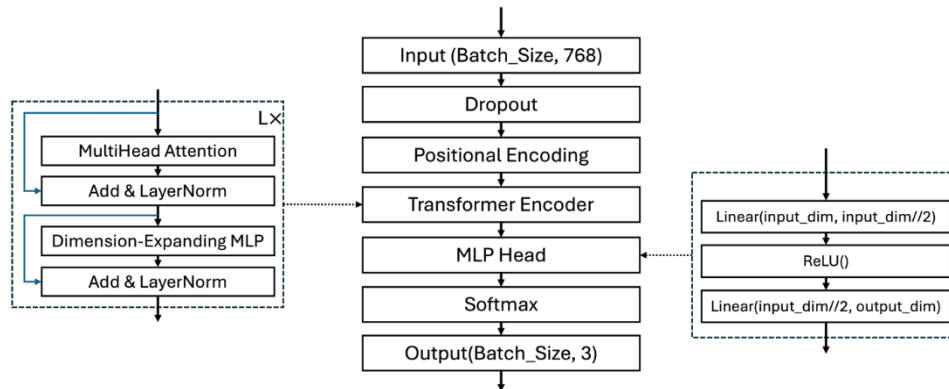 L×
MultiHead Attention
Add & LayerNorm
Dimension-Expanding MLP
Add & LayerNorm
Input (Batch_Size, 768)
Dropout
Positional Encoding
Transformer Encoder
MLP Head
Softmax
Output(Batch_Size, 3)
Linear(input_dim, input_dim//2)
ReLU()
Linear(input_dim//2, output_dim)